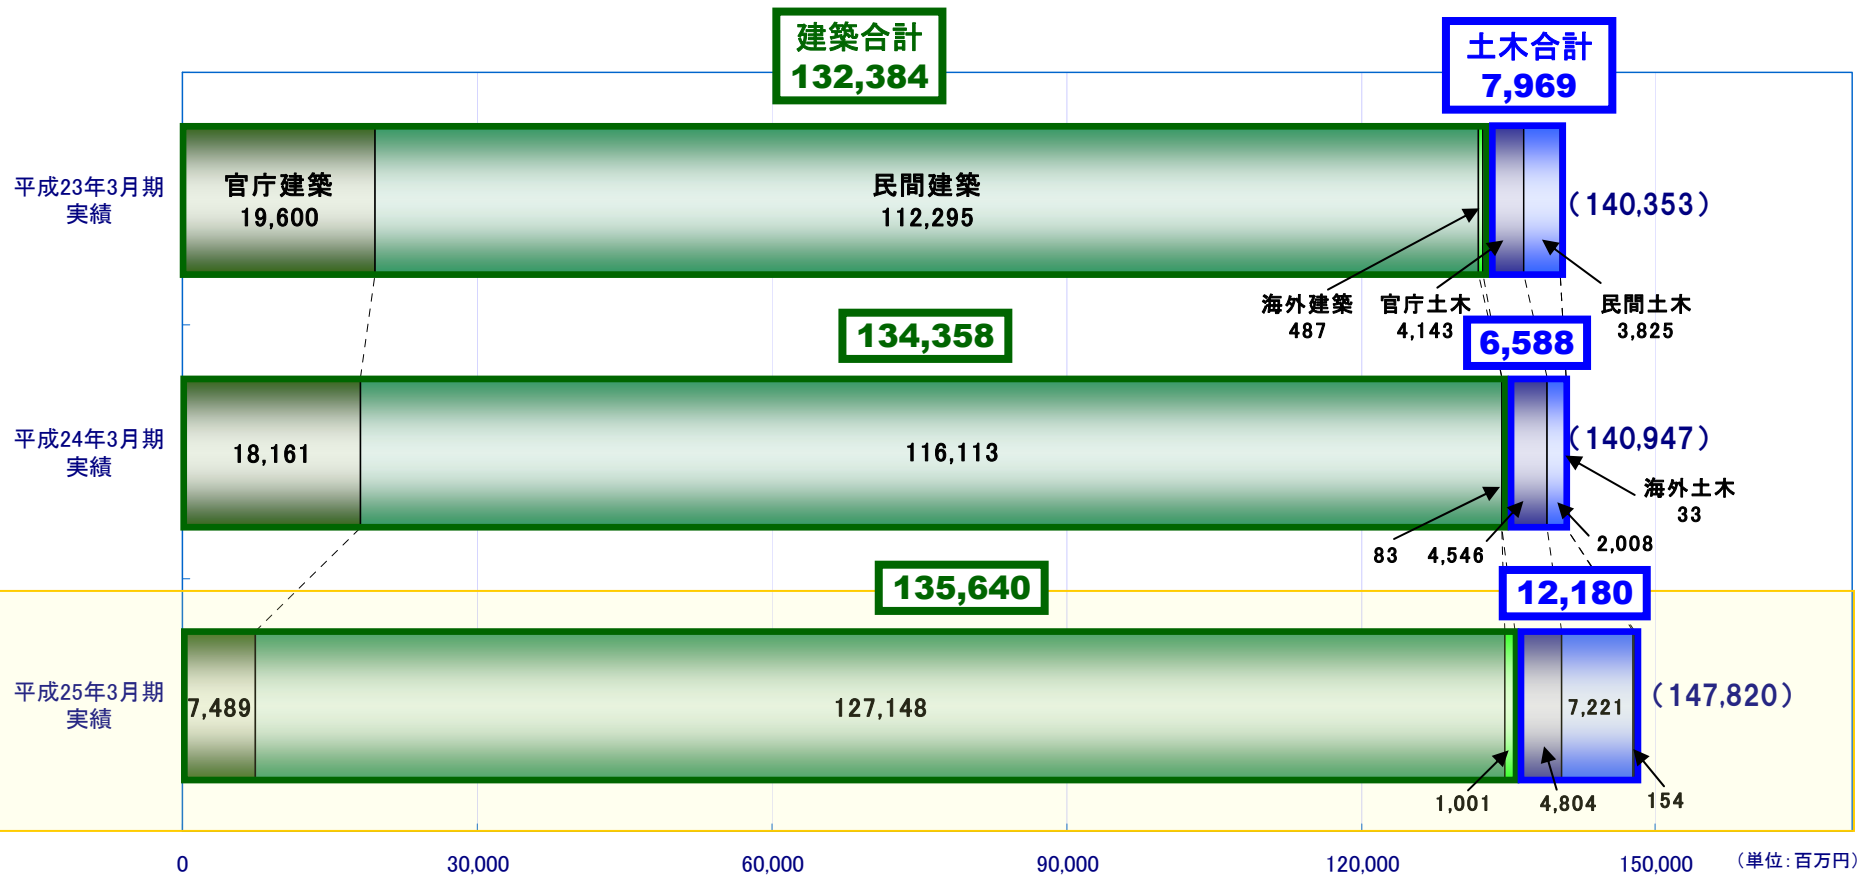 建築合計
132,384
土木合計
7,969
平成23年3月期
実績
官庁建築
19,600
民間建築
112,295
（140,353）
海外建築
487
官庁土木
4,143
民間土木
3,825
134,358
6,588
平成24年3月期
実績
18,161
116,113
（140,947）
海外土木
33
83
4,546
2,008
135,640
12,180
平成25年3月期
実績
7,489
127,148
7,221
（147,820）
1,001
4,804
154
0
30,000
60,000
90,000
120,000
150,000
（単位：百万円）